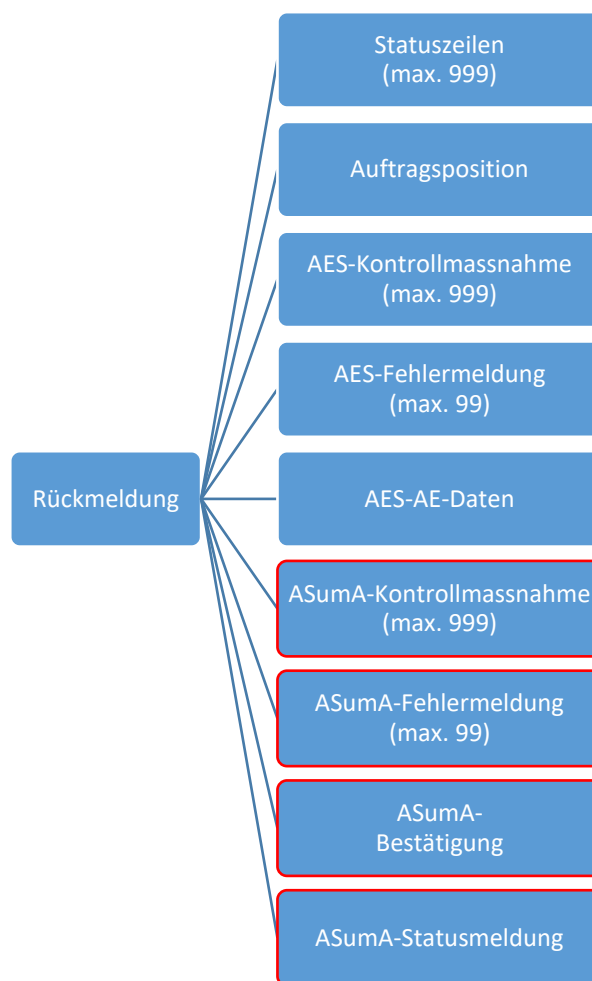 Statuszeilen
(max. 999)
Auftragsposition
AES-Kontrollmassnahme
(max. 999)
AES-Fehlermeldung
(max. 99)
Rückmeldung
AES-AE-Daten
ASumA-Kontrollmassnahme
(max. 999)
ASumA-Fehlermeldung
(max. 99)
ASumA-
Bestätigung
ASumA-Statusmeldung